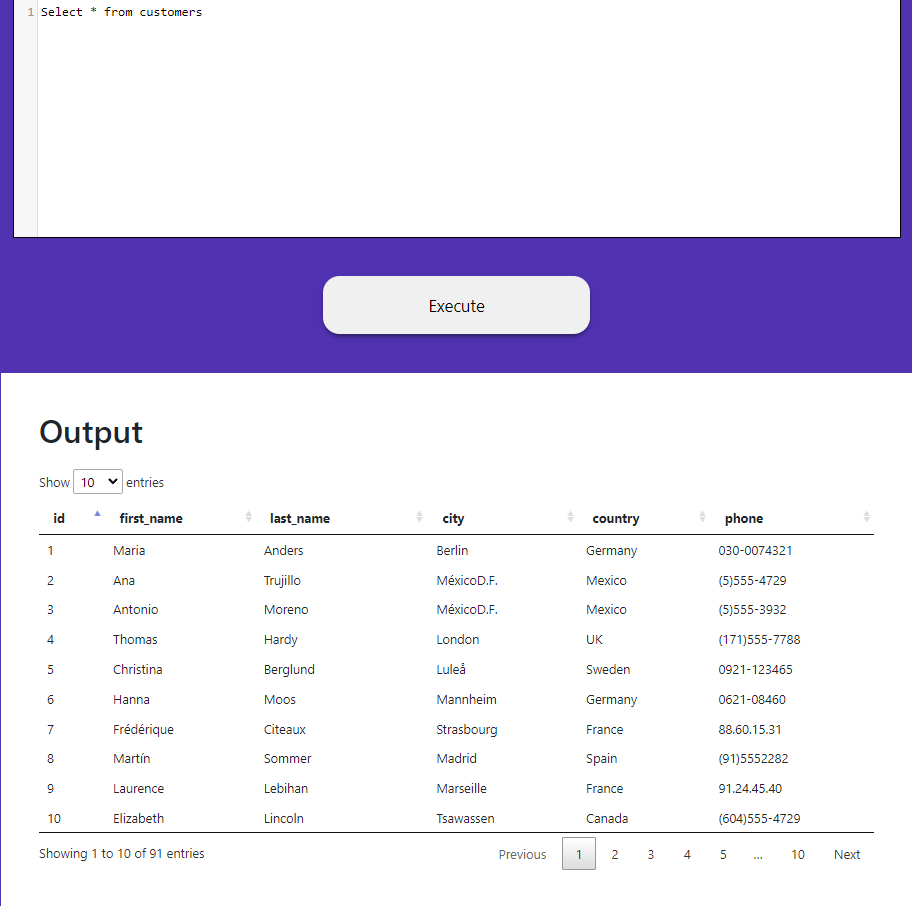 1 Select * from customers
Execute
Output
Show 10 entries
id first_name last_name city country phone
1 Maria Anders Berlin Germany 030-0074321
2 Ana Trujillo MéxicoD.F. Mexico (5)555-4729
3 Antonio Moreno MéxicoD.F. Mexico (5)555-3932
4 Thomas Hardy London UK (171)555-7788
5 Christina Berglund Luleå Sweden 0921-123465
6 Hanna Moos Mannheim Germany 0621-08460
7 Frédérique Citeaux Strasbourg France 88.60.15.31
8 Martín Sommer Madrid Spain (91)5552282
9 Laurence Lebihan Marseille France 91.24.45.40
10 Elizabeth Lincoln Tsawassen Canada (604)555-4729
Showing 1 to 10 of 91 entries Previous 1 2 3 4 5 … 10 Next